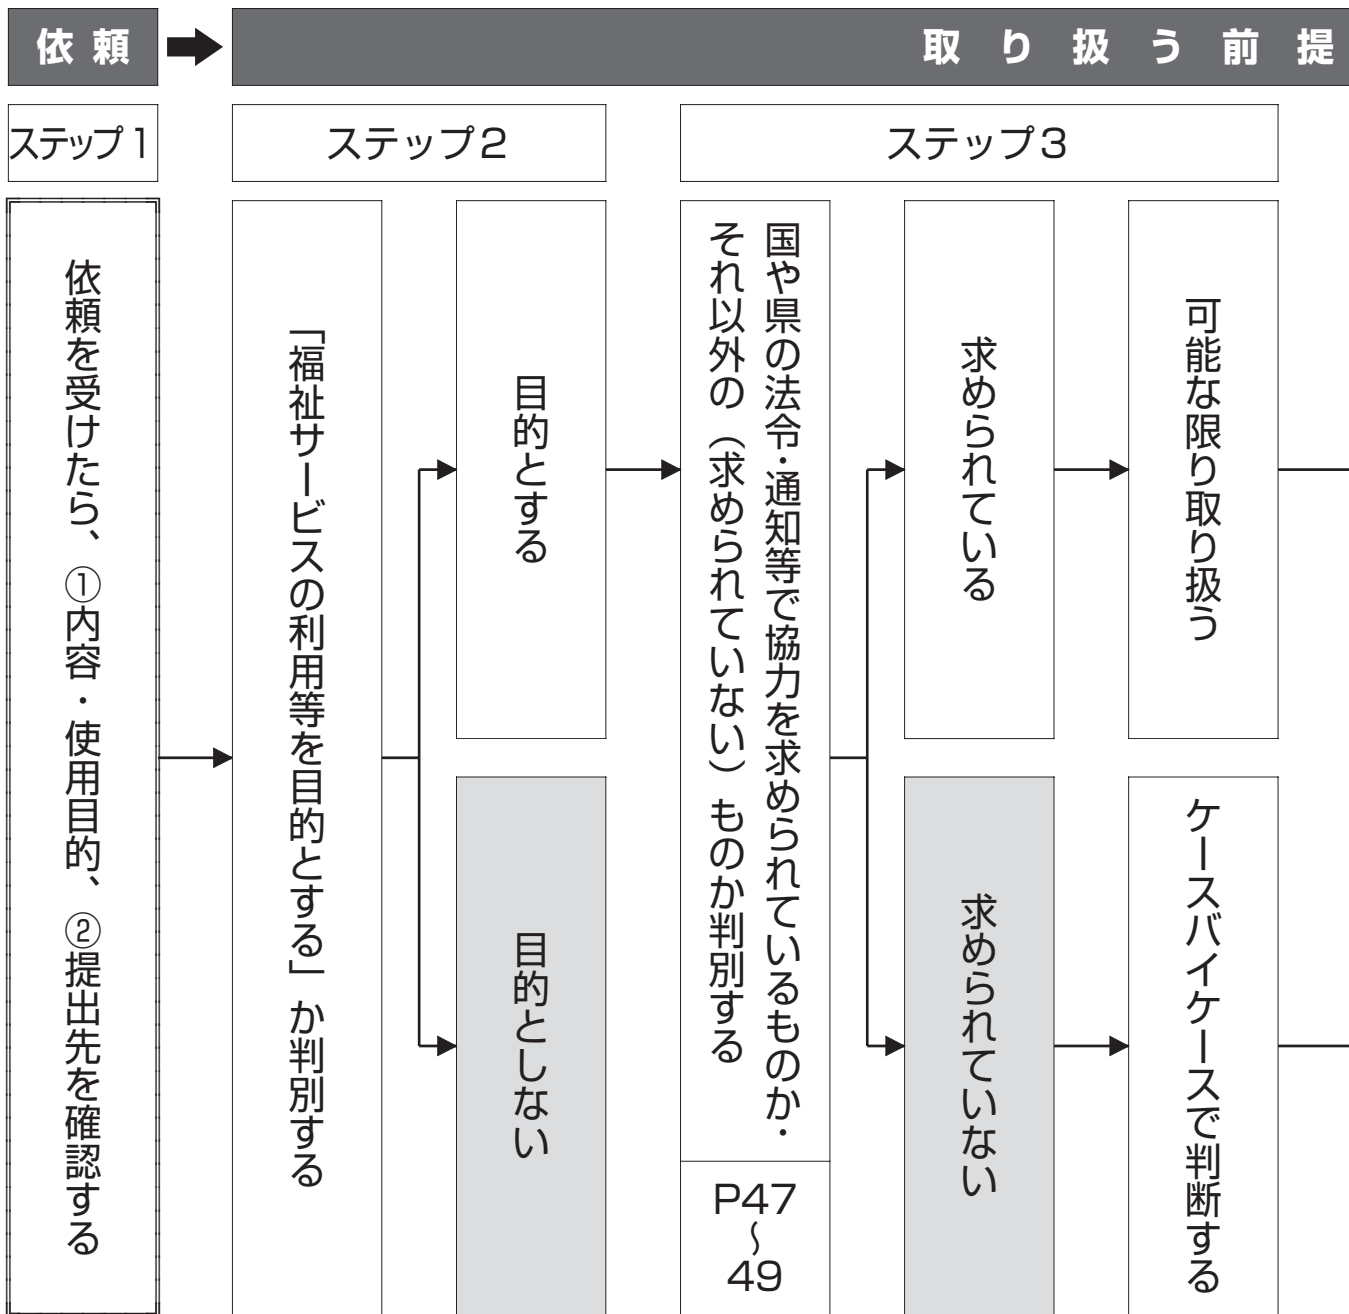 依頼
取り扱う前提
ステップ1
ステップ2
ステップ3
依頼を受けたら、①内容・使用目的、②提出先を確認する
「福祉サービスの利用等を目的とする」か判別する
目的とする
目的としない
国や県の法令・通知等で協力を求められているものか・
それ以外の（求められていない）ものか判別する
P47
〜
49
求められている
求められていない
可能な限り取り扱う
ケースバイケースで判断する